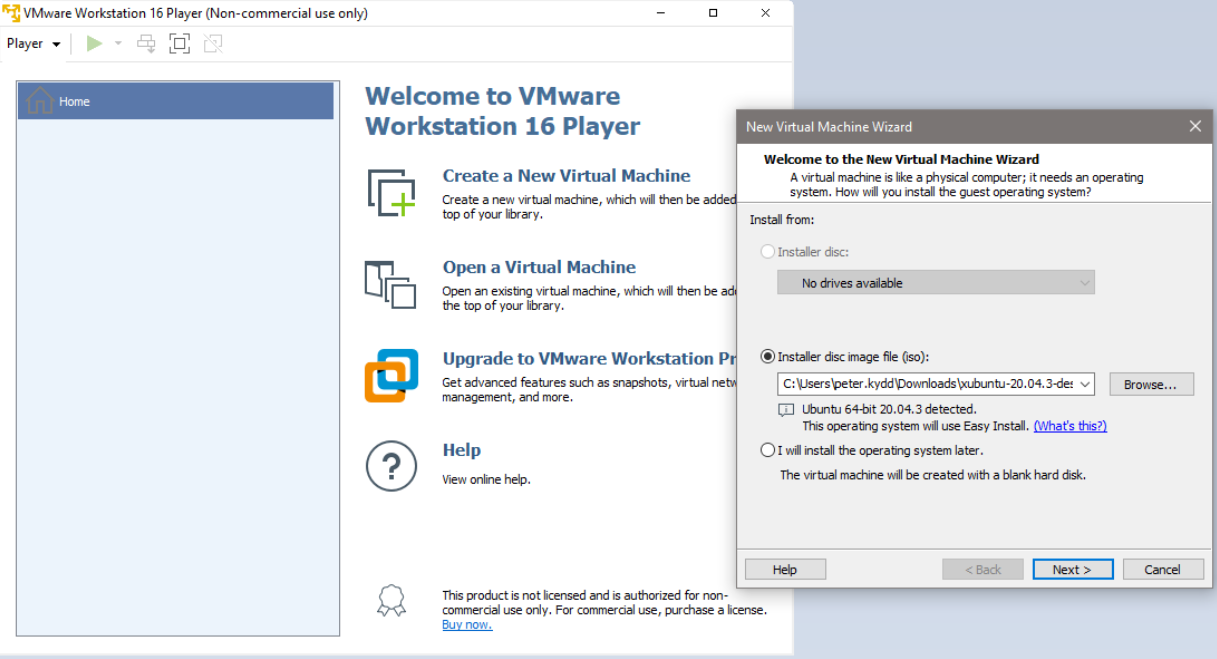 VMware Workstation 16 Player (Non-commercial use only)
Player
Home
Welcome to VMware
Workstation 16 Player
Create a New Virtual Machine
Create a new virtual machine, which will then be added
top of your library.
Open a Virtual Machine
Open an existing virtual machine, which will then be
the top of your library.
Upgrade to VMware Workstation
Get advanced features such as snapshots, virtual
management, and more.
?
Help
View online help.
This product is not licensed and is authorized for non-
commercial use only. For commercial use, purchase a license.
Buy now.
New Virtual Machine Wizard
Welcome to the New Virtual Machine Wizard
A virtual machine is like a physical computer; it needs an operating
system. How will you install the guest operating system?
Install from:
Installer disc:
No drives available
Installer disc image file (iso):
C:\Users\peter.kydd\Downloads\xubuntu-20.04.3-des
Browse...
Ubuntu 64-bit 20.04.3 detected.
This operating system will use Easy Install. (What's this?)
I will install the operating system later.
The virtual machine will be created with a blank hard disk.
Help
< Back
Next >
Cancel